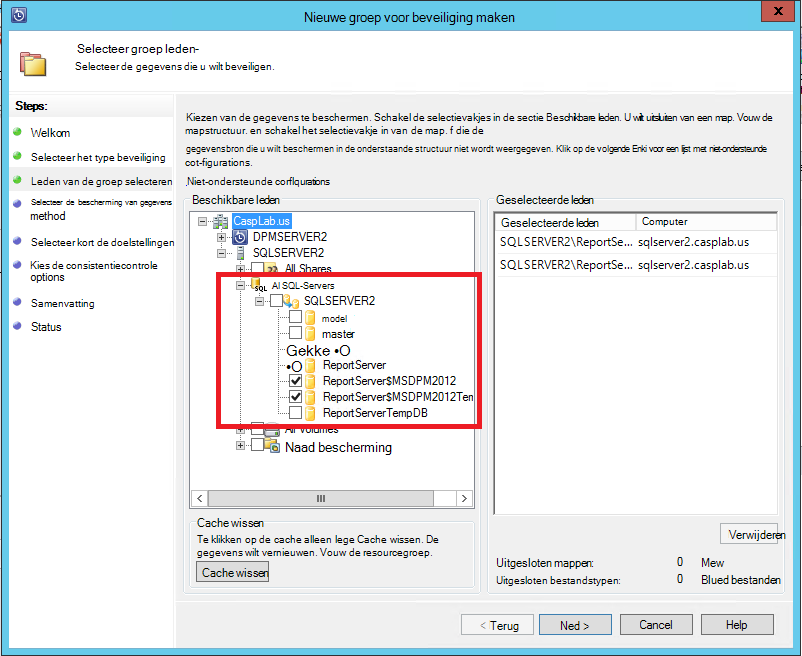 Nieuwe groep voor beveiliging maken
X
Selecteer groep leden-
Selecteer de gegevens die u wilt beveiligen.
Steps:
Welkom
Selecteer het type beveiliging
Leden van de groep selecteren
Selecteer de bescherming van gegevens
method
Selecteer kort de doelstellingen
Kies de consistentiecontrole
options
Samenvatting
Status
Kiezen van de gegevens te beschermen. Schakel de selectievakjes in de sectie Beschikbare leden. U wilt uitsluiten van een map. Vouw de
mapstructuur. en schakel het selectievakje in van de map. f die de
gegevensbron die u wilt beschermen in de onderstaande structuur niet wordt weergegeven. Klik op de volgende Enki voor een lijst met niet-ondersteunde
cot-figurations.
,Niet-ondersteunde corflqurations
Beschikbare leden
CaspLab.us
DPMSERVER2
SQLSERVER2
All Shares
AI SQL-Servers
SQLSERVER2
model
master
Gekke •O
•O ReportServer
ReportServer$MSDPM2012
ReportServer$MSDPM2012Tem
ReportServerTempDB
All Volumes
Naad bescherming
Cache wissen
Te klikken op de cache alleen lege Cache wissen. De
gegevens wilt vernieuwen. Vouw de resourcegroep.
Cache wissen
Geselecteerde leden
Geselecteerde leden Computer
SQLSERVER2\ReportSe... sqlserver2.casplab.us
SQLSERVER2\ReportSe... sqlserver2.casplab.us
Verwijderen
Uitgesloten mappen: 0 Mew
Uitgesloten bestandstypen: 0 Blued bestanden
< Terug Ned > Cancel Help